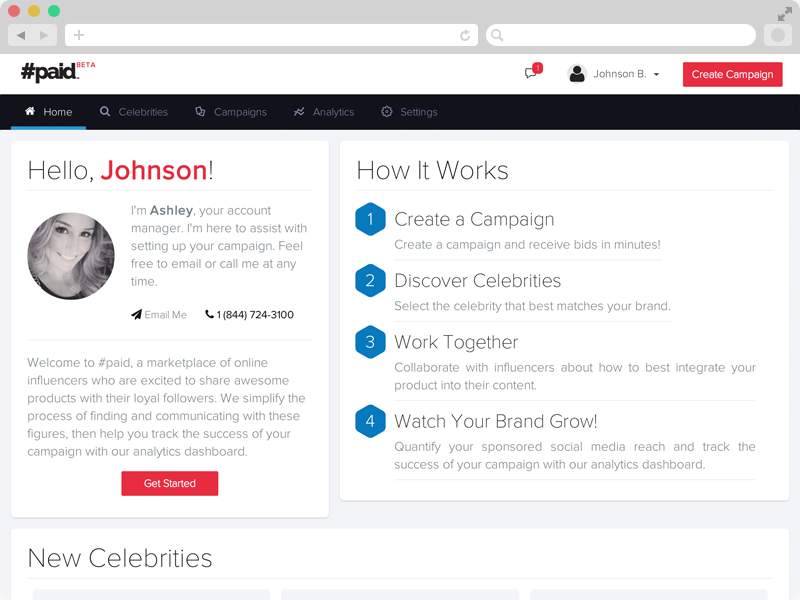 #paid BETA
1
Johnson B.
Create Campaign
Home
Celebrities
Campaigns
Analytics
Settings
Hello, Johnson!
I'm Ashley, your account
manager. I'm here to assist with
setting up your campaign. Feel
free to email or call me at any
time.
Email Me
1 (844) 724-3100
Welcome to #paid, a marketplace of online
influencers who are excited to share awesome
products with their loyal followers. We simplify the
process of finding and communicating with these
figures, then help you track the success of your
campaign with our analytics dashboard.
Get Started
How It Works
1 Create a Campaign
Create a campaign and receive bids in minutes!
2 Discover Celebrities
Select the celebrity that best matches your brand.
3 Work Together
Collaborate with influencers about how to best integrate your
product into their content.
4 Watch Your Brand Grow!
Quantify your sponsored social media reach and track the
success of your campaign with our analytics dashboard.
New Celebrities